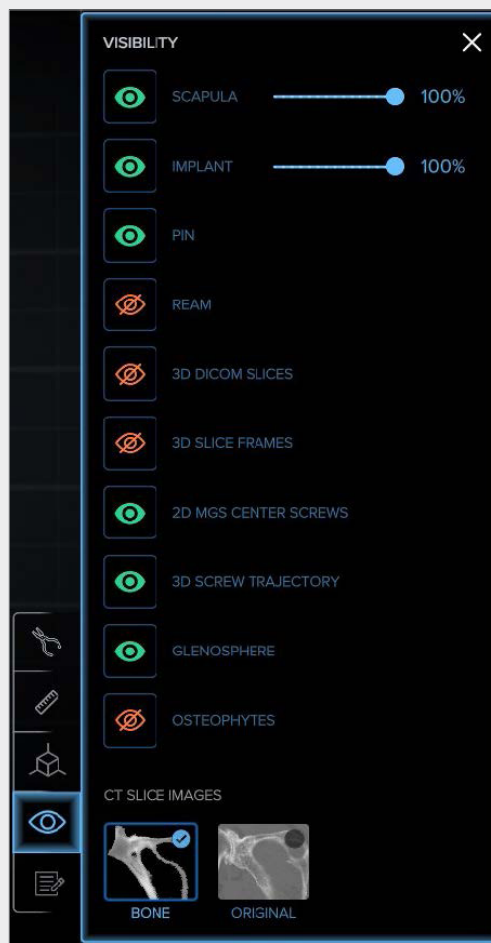 VISIBILITY
SCAPULA 100%
IMPLANT 100%
PIN
REAM
3D DICOM SLICES
3D SLICE FRAMES
2D MGS CENTER SCREWS
3D SCREW TRAJECTORY
GLENOSPHERE
OSTEOPHYTES
CT SLICE IMAGES
BONE ORIGINAL